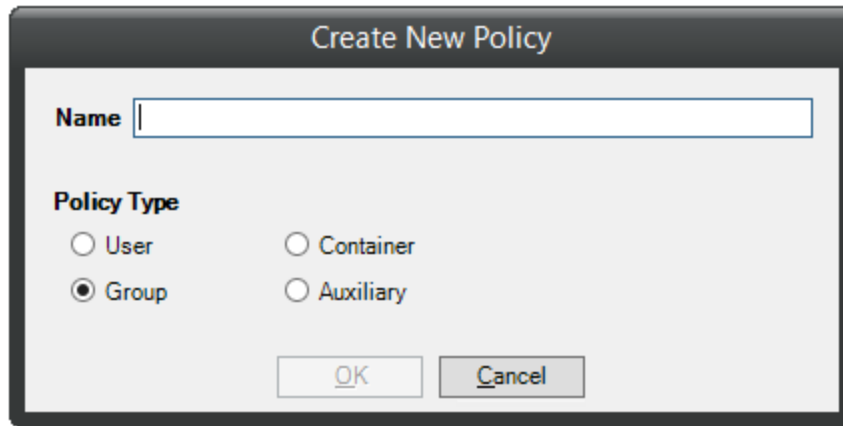 Create New Policy
Name
Policy Type
User Container
Group Auxiliary
OK Cancel